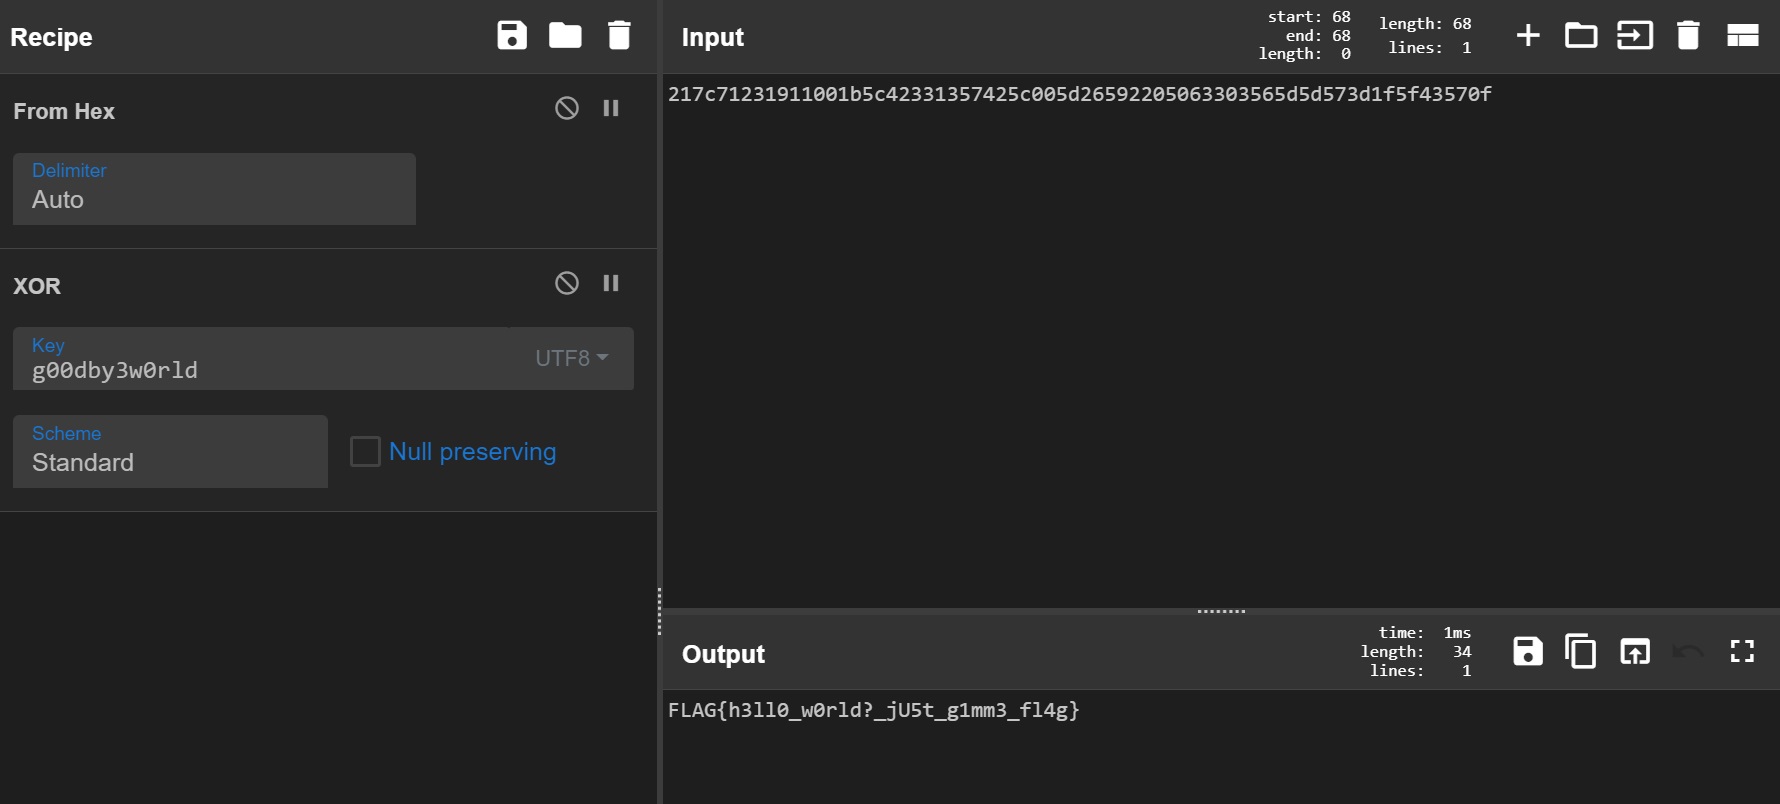 Recipe
From Hex
Delimiter
Auto
XOR
Key
g00dby3w0rld
UTF8
Scheme
Standard
Null preserving
Input
start: 68
end: 68
length: 0
length: 68
lines: 1
217c71231911001b5c42331357425c005d26592205063303565d5d573d1f5f43570f
Output
time: 1ms
length: 34
lines: 1
FLAG{h3ll0_w0rld?_jU5t_g1mm3_fl4g}